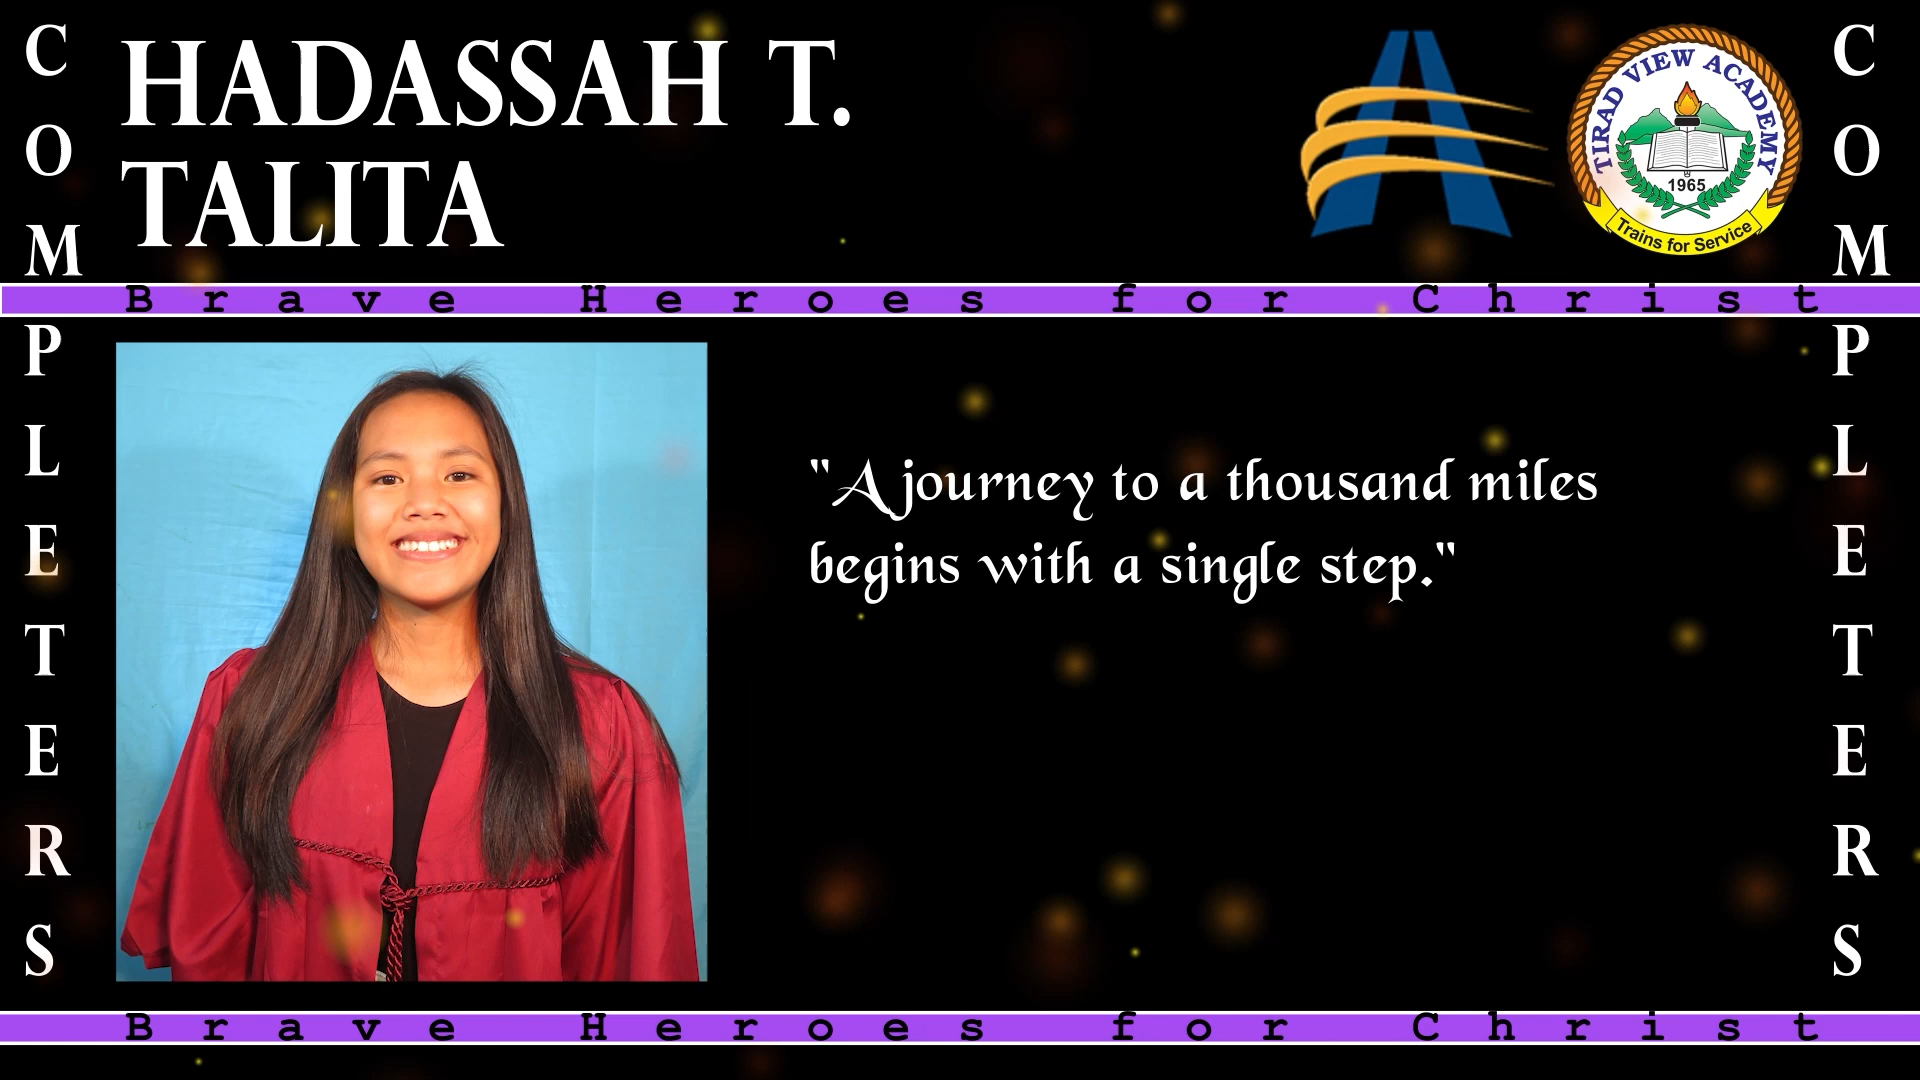 HADASSAH T.
TALITA
TIRAD VIEW ACADEMY
1965
Trains for Service
Brave Heroes for Christ
COMPLETERS
COMPLETERS
"A journey to a thousand miles
begins with a single step."
Brave Heroes for Christ